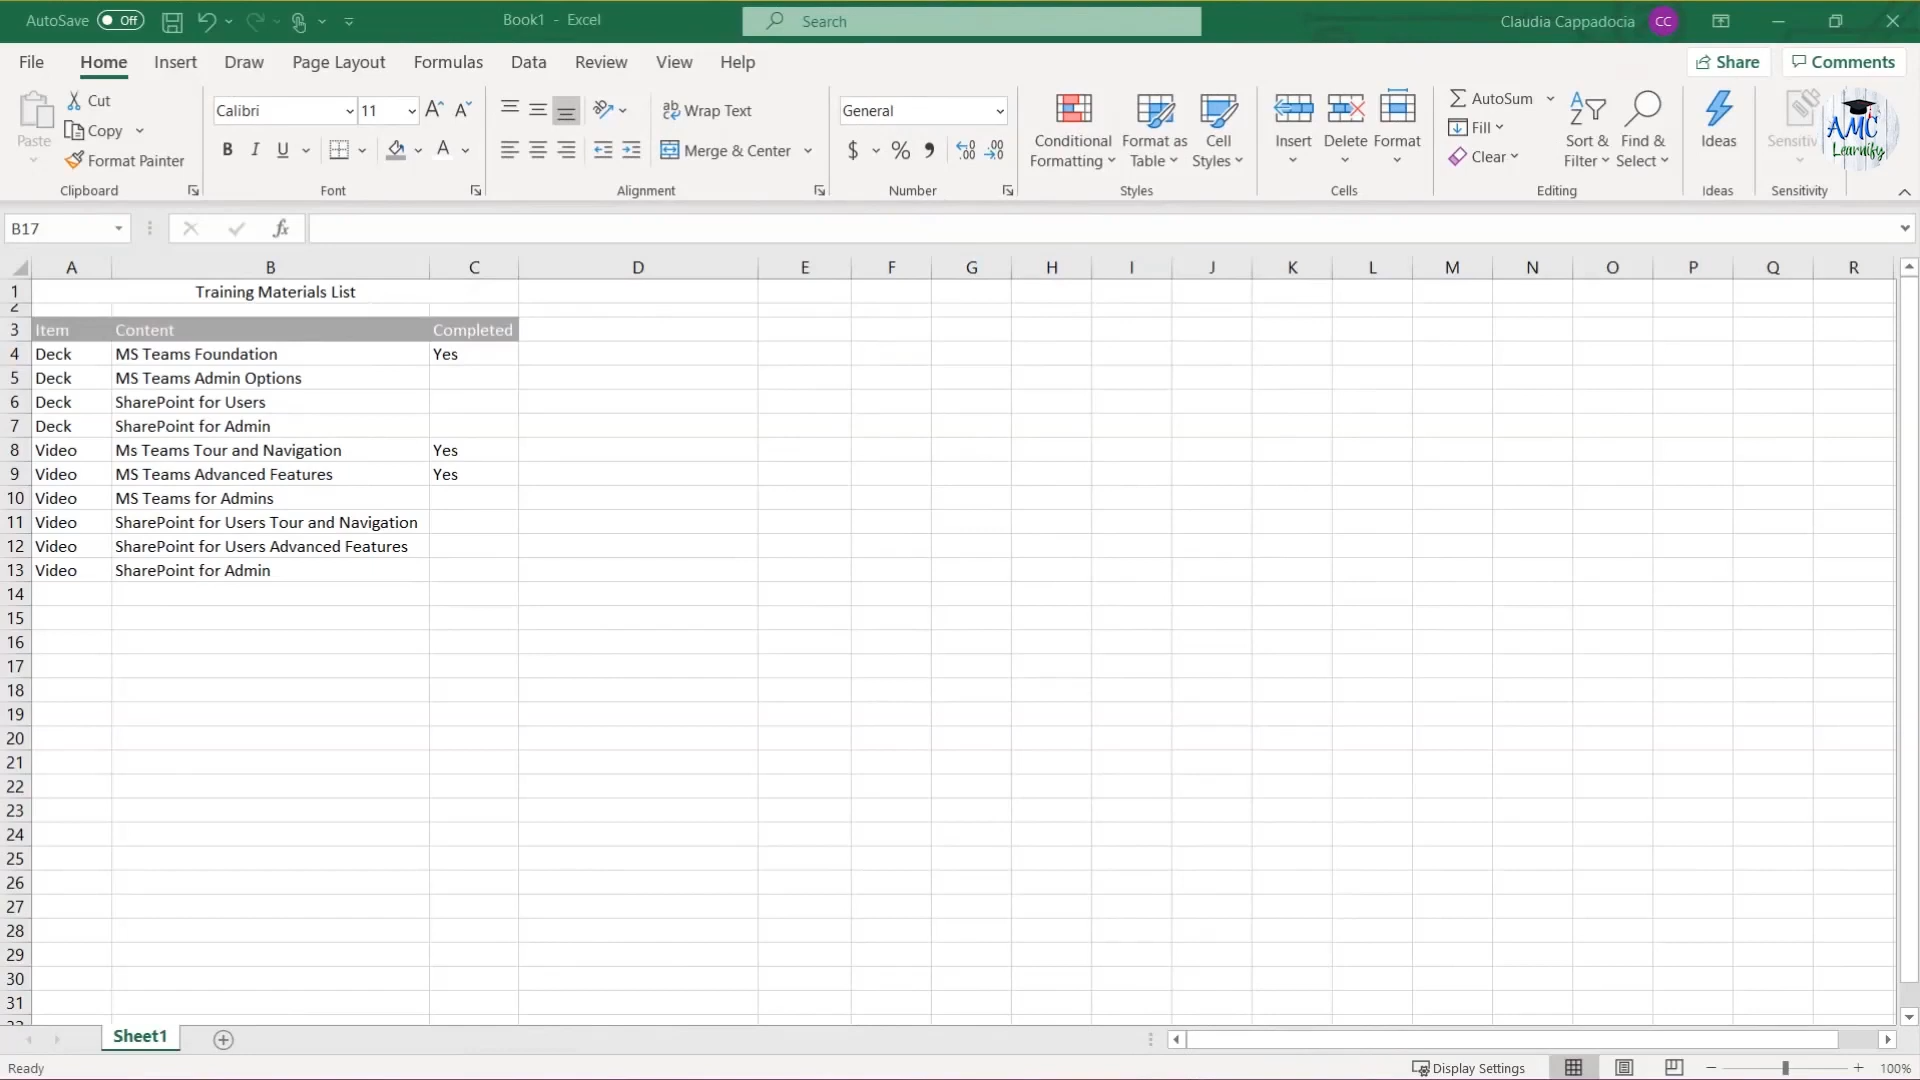 AutoSave Off Book1 - Excel Search Claudia Cappadocia CC
File Home Insert Draw Page Layout Formulas Data Review View Help Share Comments
Paste Cut Copy Format Painter
Clipboard
Calibri 11
B I U A
Font
Wrap Text
Merge & Center
Alignment
General
$ % 9
Number
Conditional Formatting
Format as Table
Cell Styles
Styles
Insert Delete Format
Cells
AutoSum
Fill
Clear
Sort & Filter
Find & Select
Editing
Ideas
Ideas
Sensitiv
Sensitivity
AMC
Learnify
B17 fx
A B C D E F G H I J K L M N O P Q R
1 Training Materials List
2
3 Item Content Completed
4 Deck MS Teams Foundation Yes
5 Deck MS Teams Admin Options
6 Deck SharePoint for Users
7 Deck SharePoint for Admin
8 Video Ms Teams Tour and Navigation Yes
9 Video MS Teams Advanced Features Yes
10 Video MS Teams for Admins
11 Video SharePoint for Users Tour and Navigation
12 Video SharePoint for Users Advanced Features
13 Video SharePoint for Admin
14
15
16
17
18
19
20
21
22
23
24
25
26
27
28
29
30
31
Sheet1
Ready Display Settings 100%